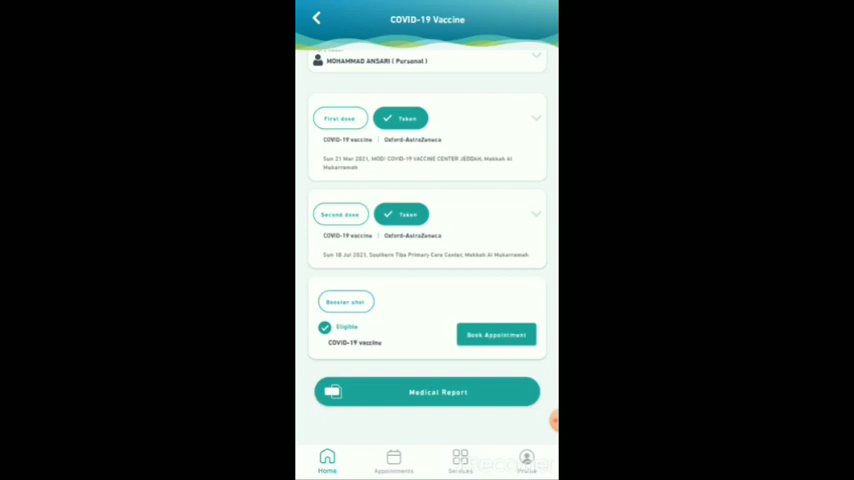 COVID-19 Vaccine
MOHAMMAD ANSARI ( Personal )
First dose
Taken
COVID-19 vaccine | Oxford-AstraZeneca
Sun 21 Mar 2021, MODI COVID-19 VACCINE CENTER JEDDAH, Makkah Al
Mukarramah
Second dose
Taken
COVID-19 vaccine | Oxford-AstraZeneca
Sun 18 Jul 2021, Southern Tiba Primary Care Center, Makkah Al Mukarramah
Booster shot
Eligible
COVID-19 vaccine
Book Appointment
Medical Report
Home
Appointments
Services
Profile